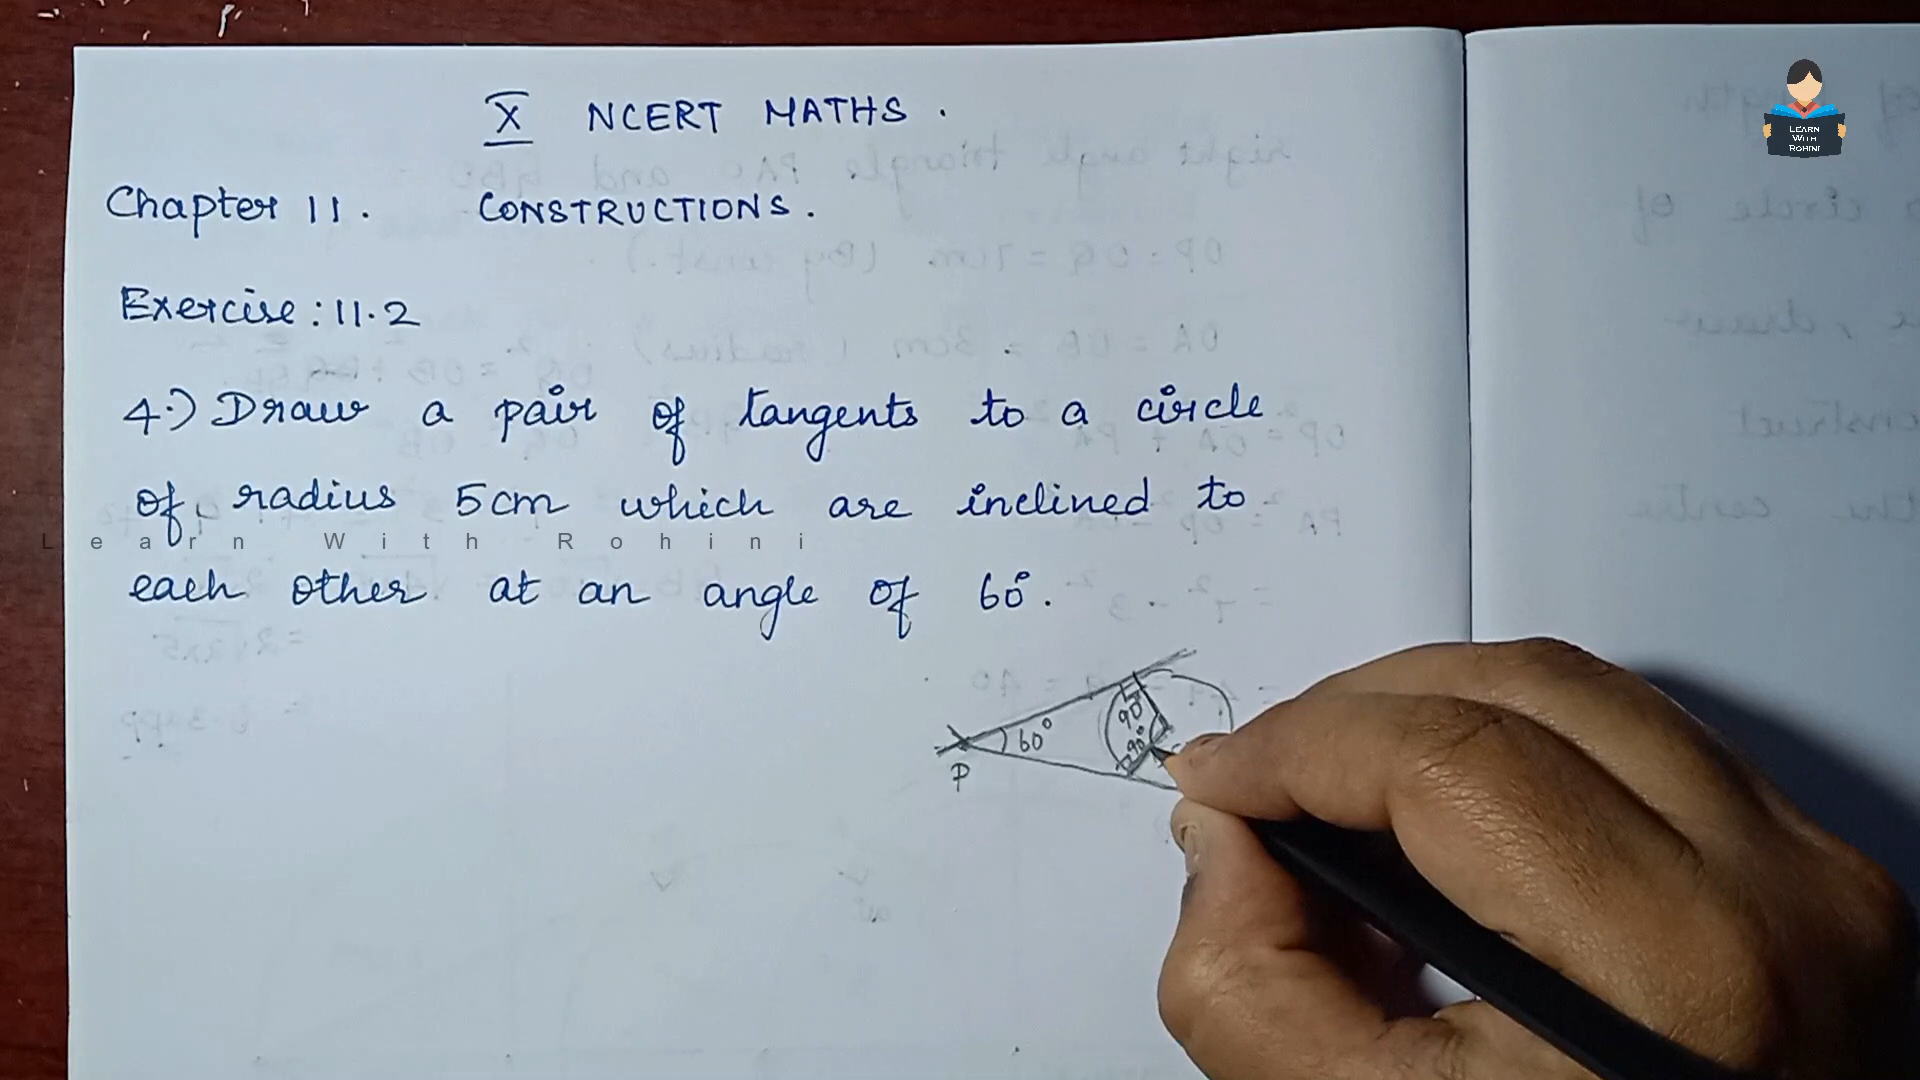 X NCERT MATHS.
Chapter 11. CONSTRUCTIONS.
Exercise: 11.2
4.) Draw a pair of tangents to a circle
of radius 5cm which are inclined to
Learn With Rohini
each other at an angle of 60°.
60°
90°
90°
P
LEARN
WITH
ROHINI